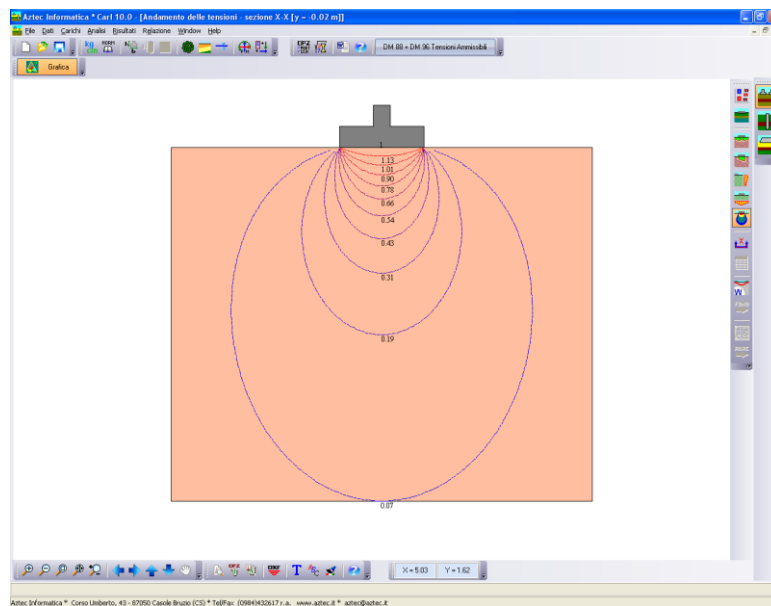 Aztec Informatica * Carl 10.0 - [Andamento delle tensioni - sezione X-X [y = -0.02 m]]
File Dati Carichi Analisi Risultati Relazione Window Help
DM 88 + DM 96 Tensioni Ammissibili
Grafica
1
1.13
1.01
0.90
0.78
0.66
0.54
0.43
0.31
0.19
0.07
X = 5.03 Y = 1.62
Aztec Informatica * Corso Umberto, 43 - 87050 Casole Bruzio (CS) * Tel/Fax (0984)432617 r.a. www.aztec.it * aztec@aztec.it